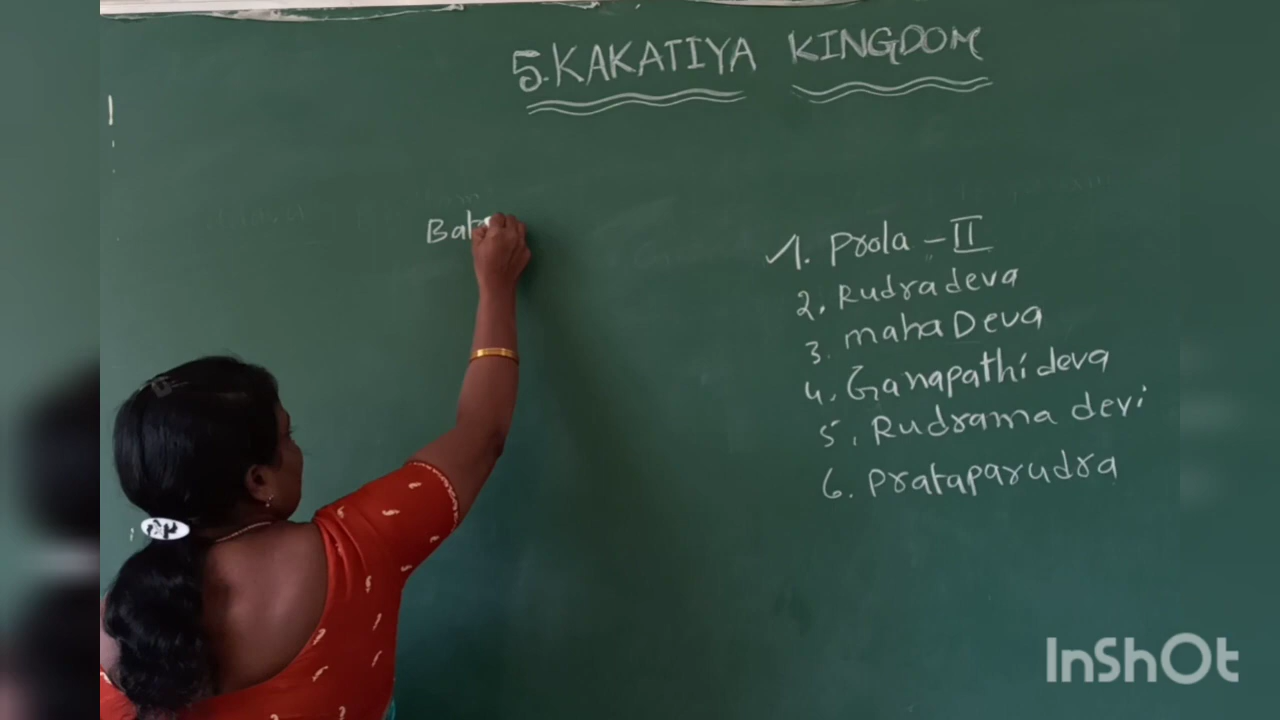 5. KAKATIYA KINGDOM
1. Prola - II
2. Rudradeva
3. maha Deva
4. Ganapathi deva
5. Rudrama devi
6. Prataparudra
InShOt